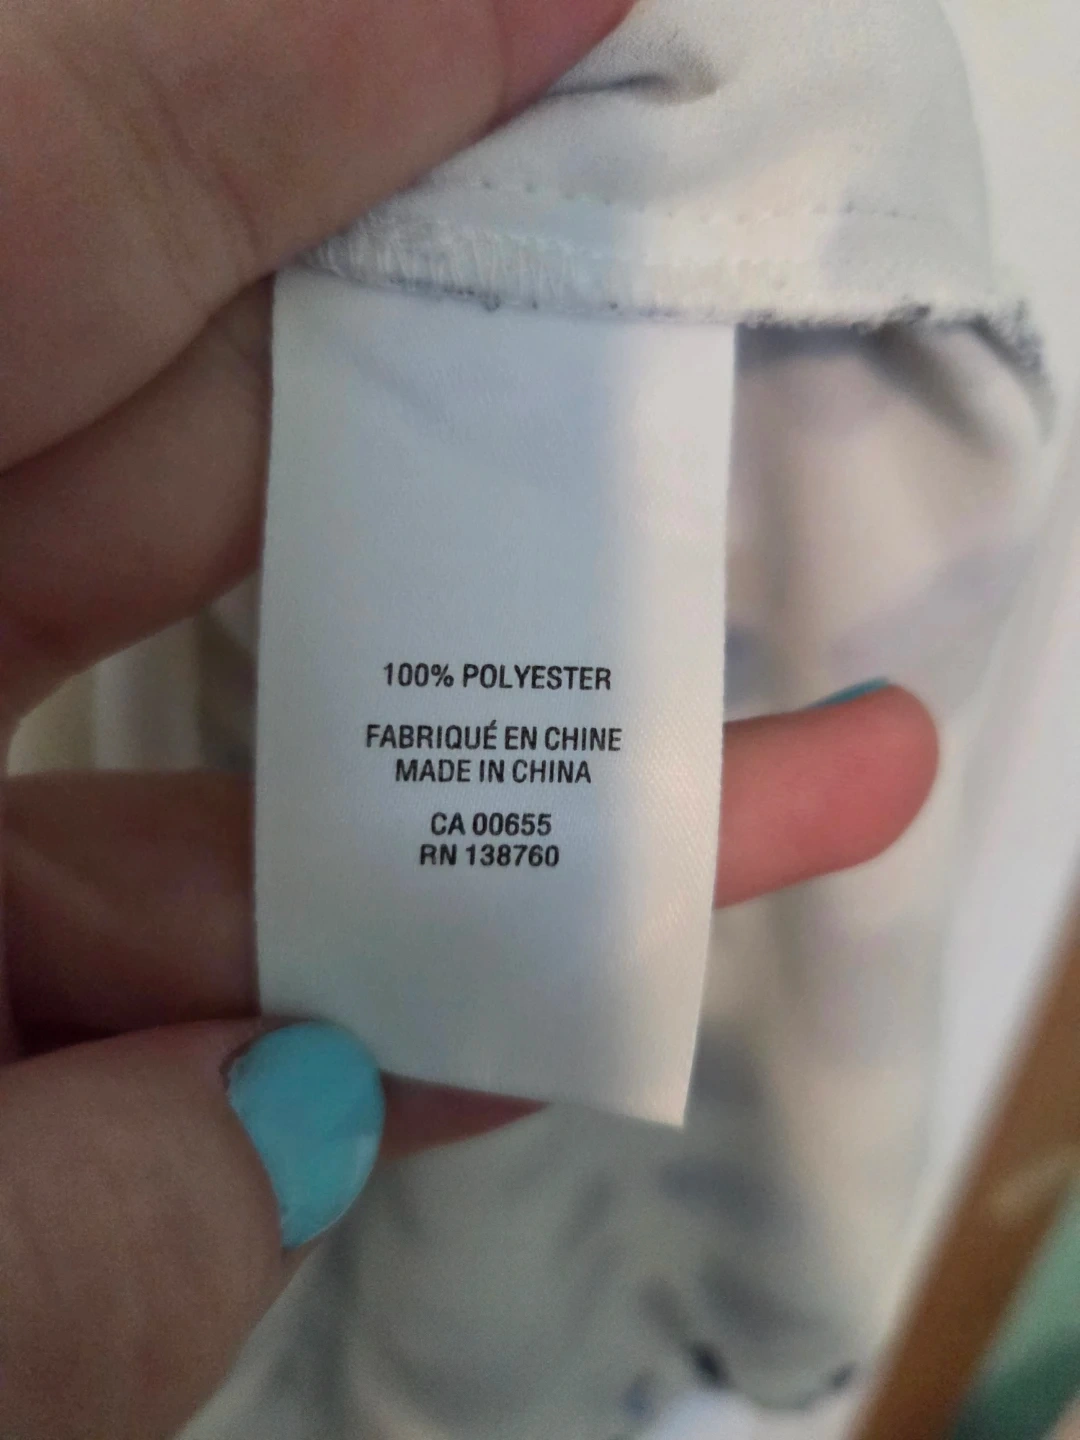 100% POLYESTER
FABRIQUÉ EN CHINE
MADE IN CHINA
CA 00655
RN 138760